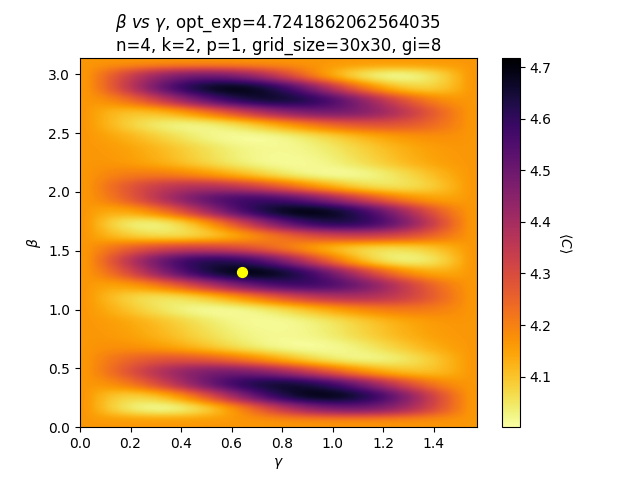 β vs γ, opt_exp=4.7241862062564035
n=4, k=2, p=1, grid_size=30x30, gi=8
3.0
2.5
2.0
1.5
1.0
0.5
0.0
β
0.0 0.2 0.4 0.6 0.8 1.0 1.2 1.4
γ
4.7
4.6
4.5
4.4
4.3
4.2
4.1
⟨C⟩